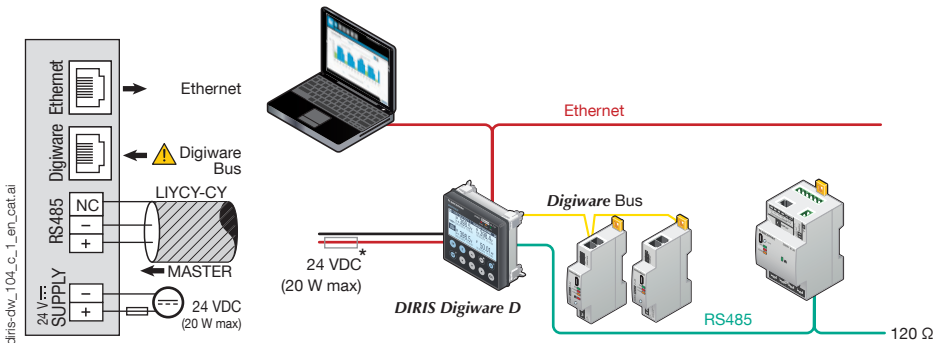 diris-dw_104_c_1_en_cat.ai
Ethernet
Ethernet
Digiware
Digiware
Bus
RS485
NC
–
+
LIYCY-CY
MASTER
24 V
SUPPLY
–
+
24 VDC
(20 W max)
Ethernet
Digiware Bus
24 VDC
*
(20 W max)
DIRIS Digiware D
RS485
120 Ω